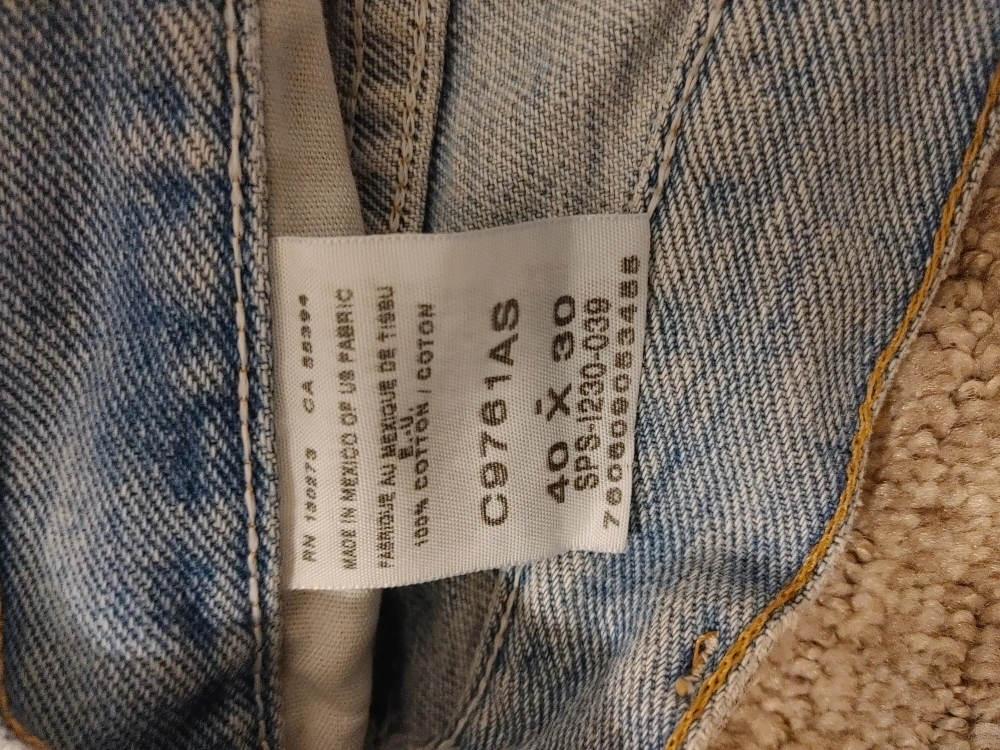 RN 130273 CA 55394
MADE IN MEXICO OF US FABRIC
FABRIQUE AU MEXIQUE DE TISSU
E.-U.
100% COTTON / COTON
C9761AS
40 X 30
SPS-I230-039